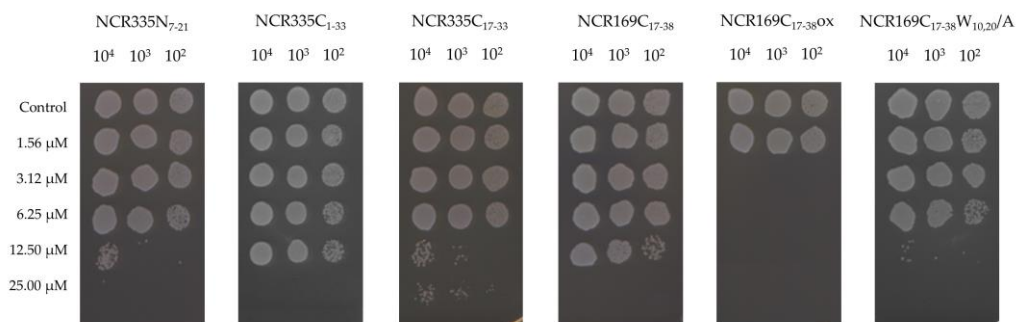 NCR335N7-21 NCR335C1-33 NCR335C17-33 NCR169C17-38 NCR169C17-38ox NCR169C17-38W10,20/A
10⁴ 10³ 10² 10⁴ 10³ 10² 10⁴ 10³ 10² 10⁴ 10³ 10² 10⁴ 10³ 10² 10⁴ 10³ 10²
Control
1.56 µM
3.12 µM
6.25 µM
12.50 µM
25.00 µM